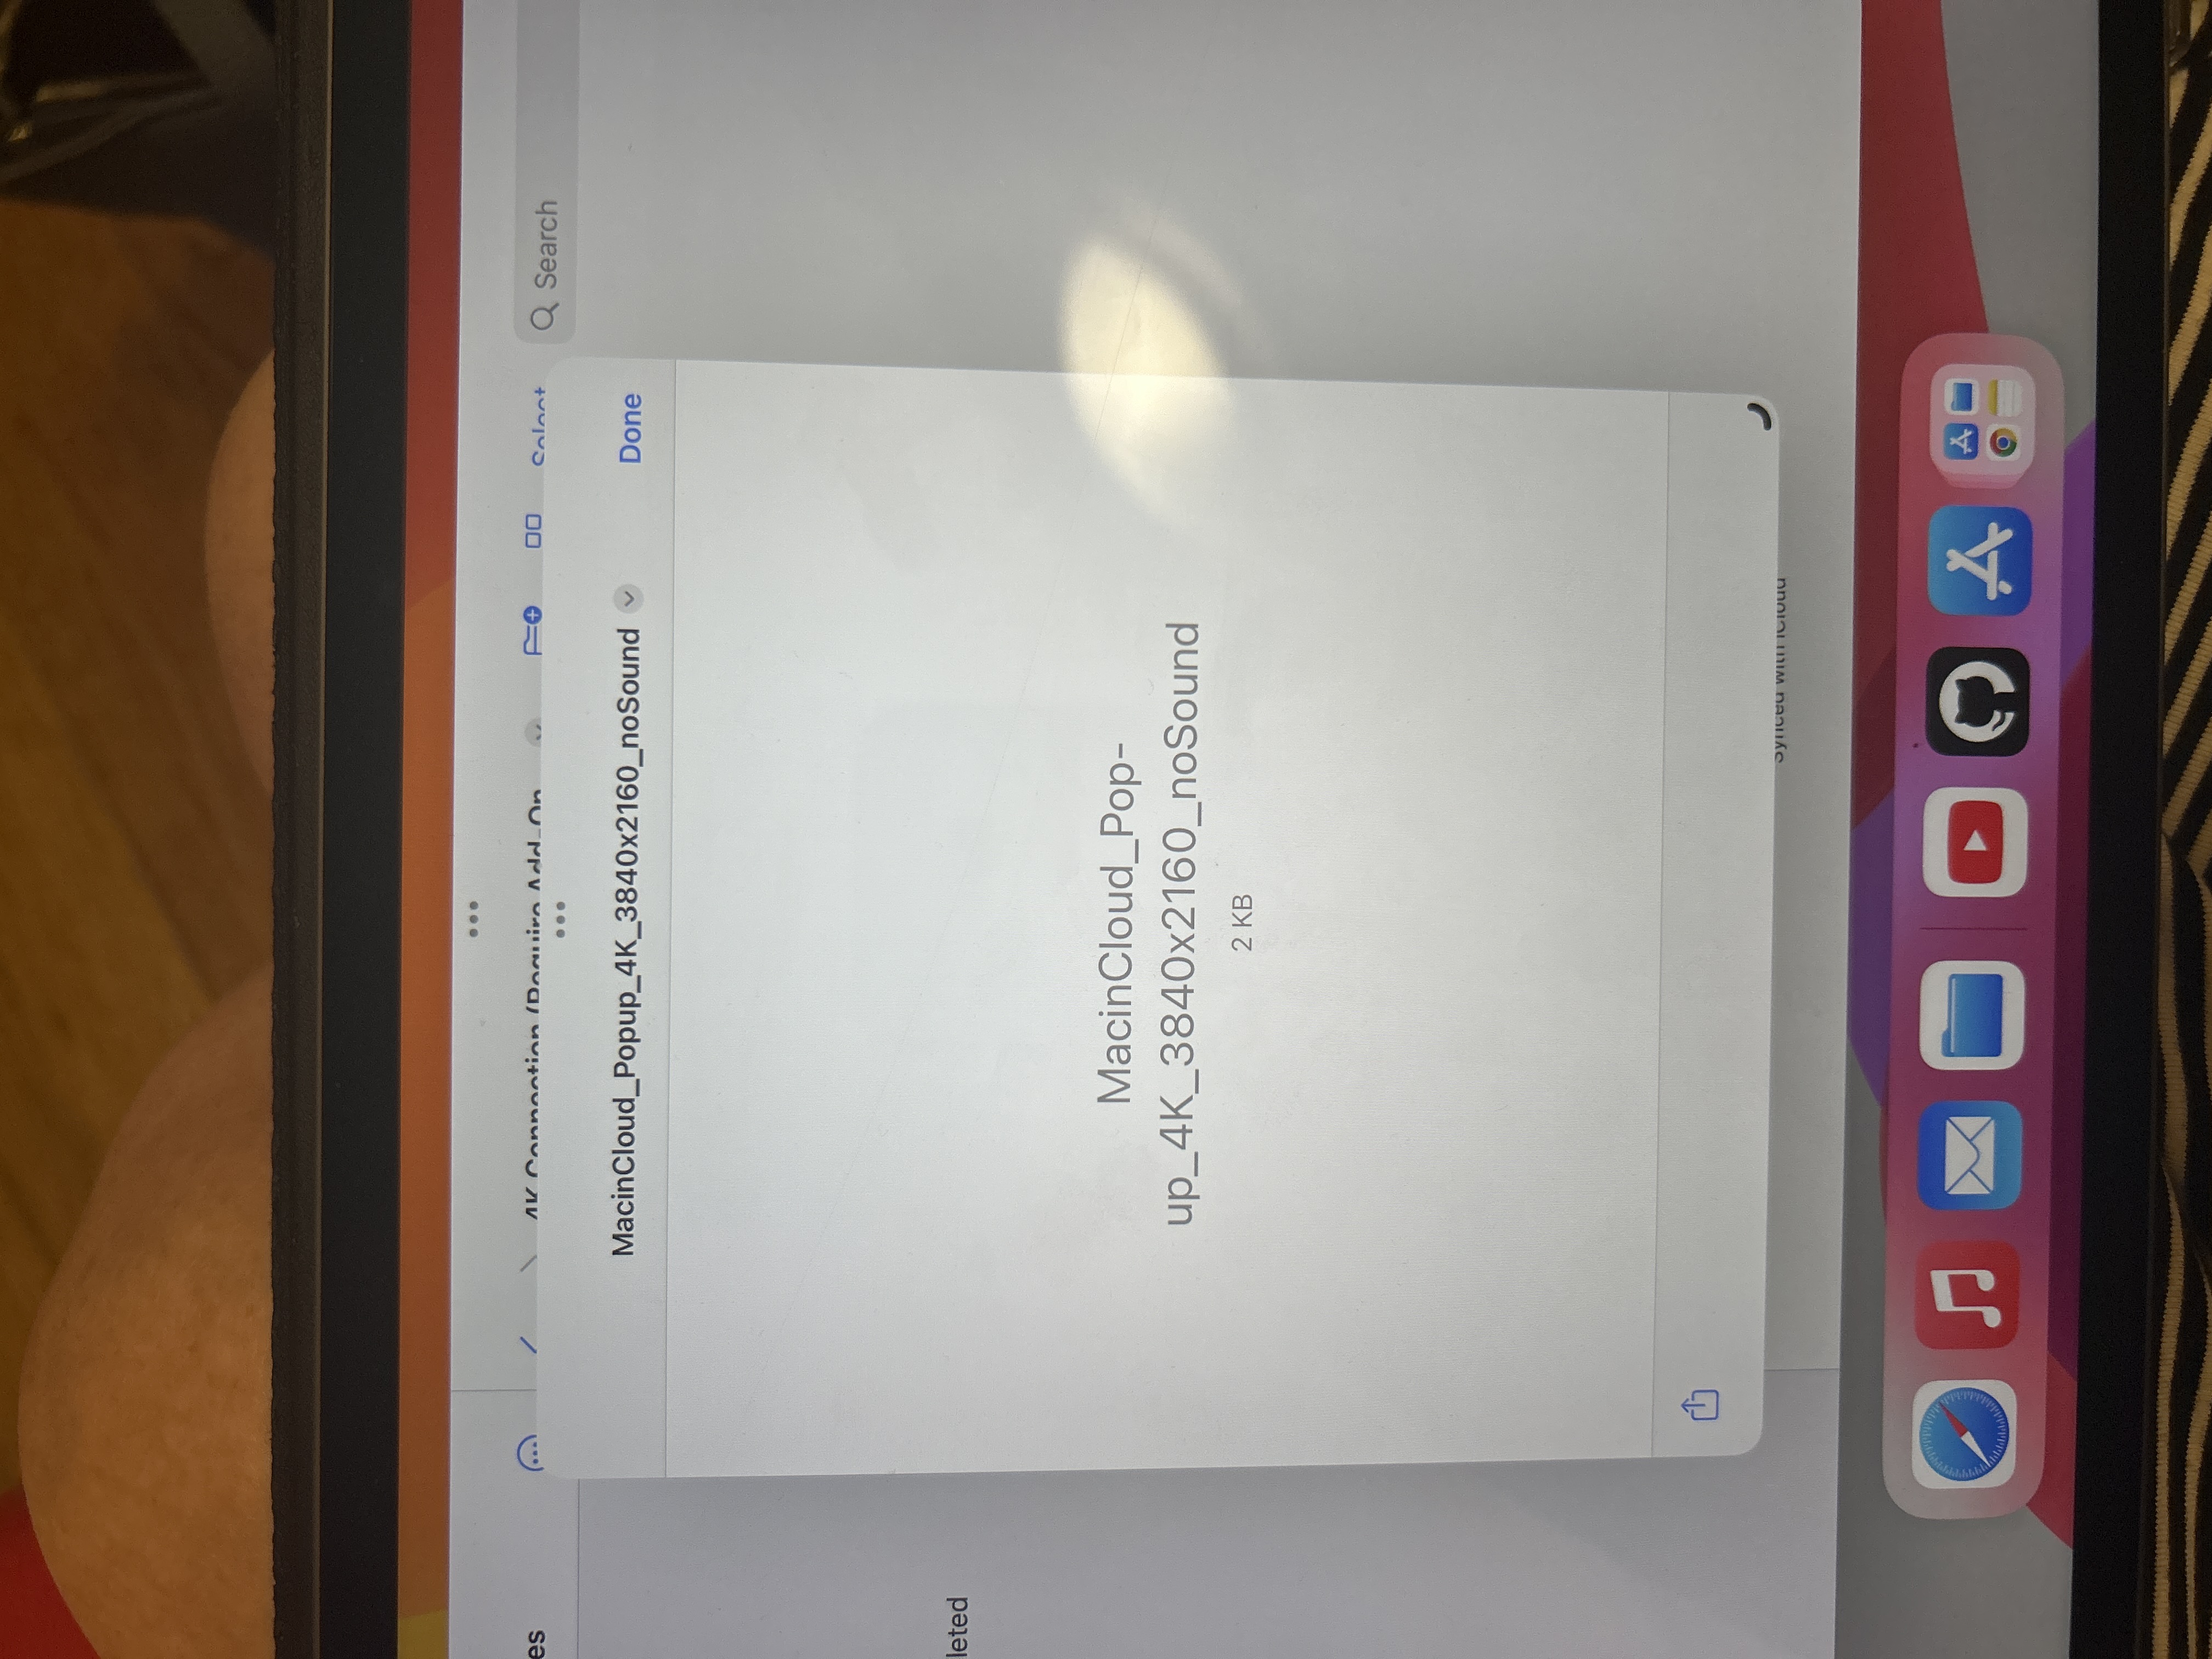 es
4K Connection (Require Add-On
Select
Search
MacinCloud_Popup_4K_3840x2160_noSound
Done
leted
MacinCloud_Pop-
up_4K_3840x2160_noSound
2 KB
Synced with iCloud